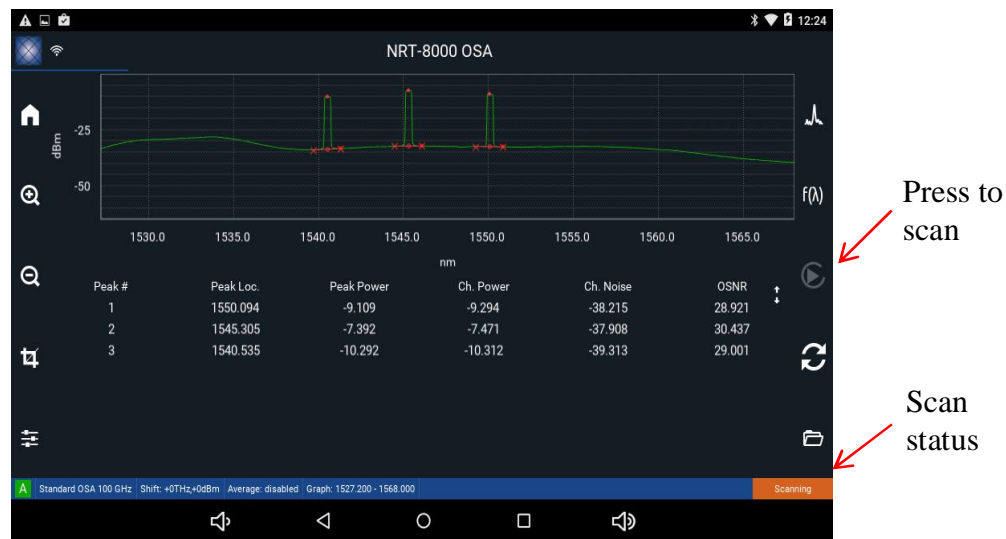 12:24
NRT-8000 OSA
-25
dBm
-50
f(λ)
1530.0 1535.0 1540.0 1545.0 1550.0 1555.0 1560.0 1565.0
nm
Peak # Peak Loc. Peak Power Ch. Power Ch. Noise OSNR
1 1550.094 -9.109 -9.294 -38.215 28.921
2 1545.305 -7.392 -7.471 -37.908 30.437
3 1540.535 -10.292 -10.312 -39.313 29.001
A Standard OSA 100 GHz Shift: +0THz,+0dBm Average: disabled Graph: 1527.200 - 1568.000 Scanning
Press to
scan
Scan
status